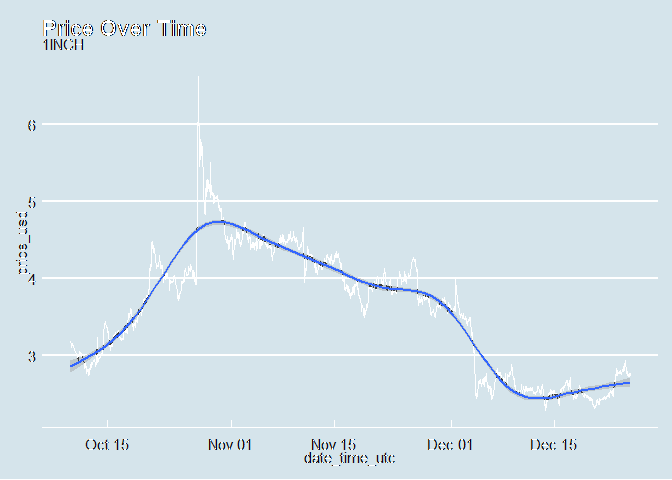 Price Over Time
1INCH
6
5
4
3
price_usd
Oct 15 Nov 01 Nov 15 Dec 01 Dec 15
date_time_utc